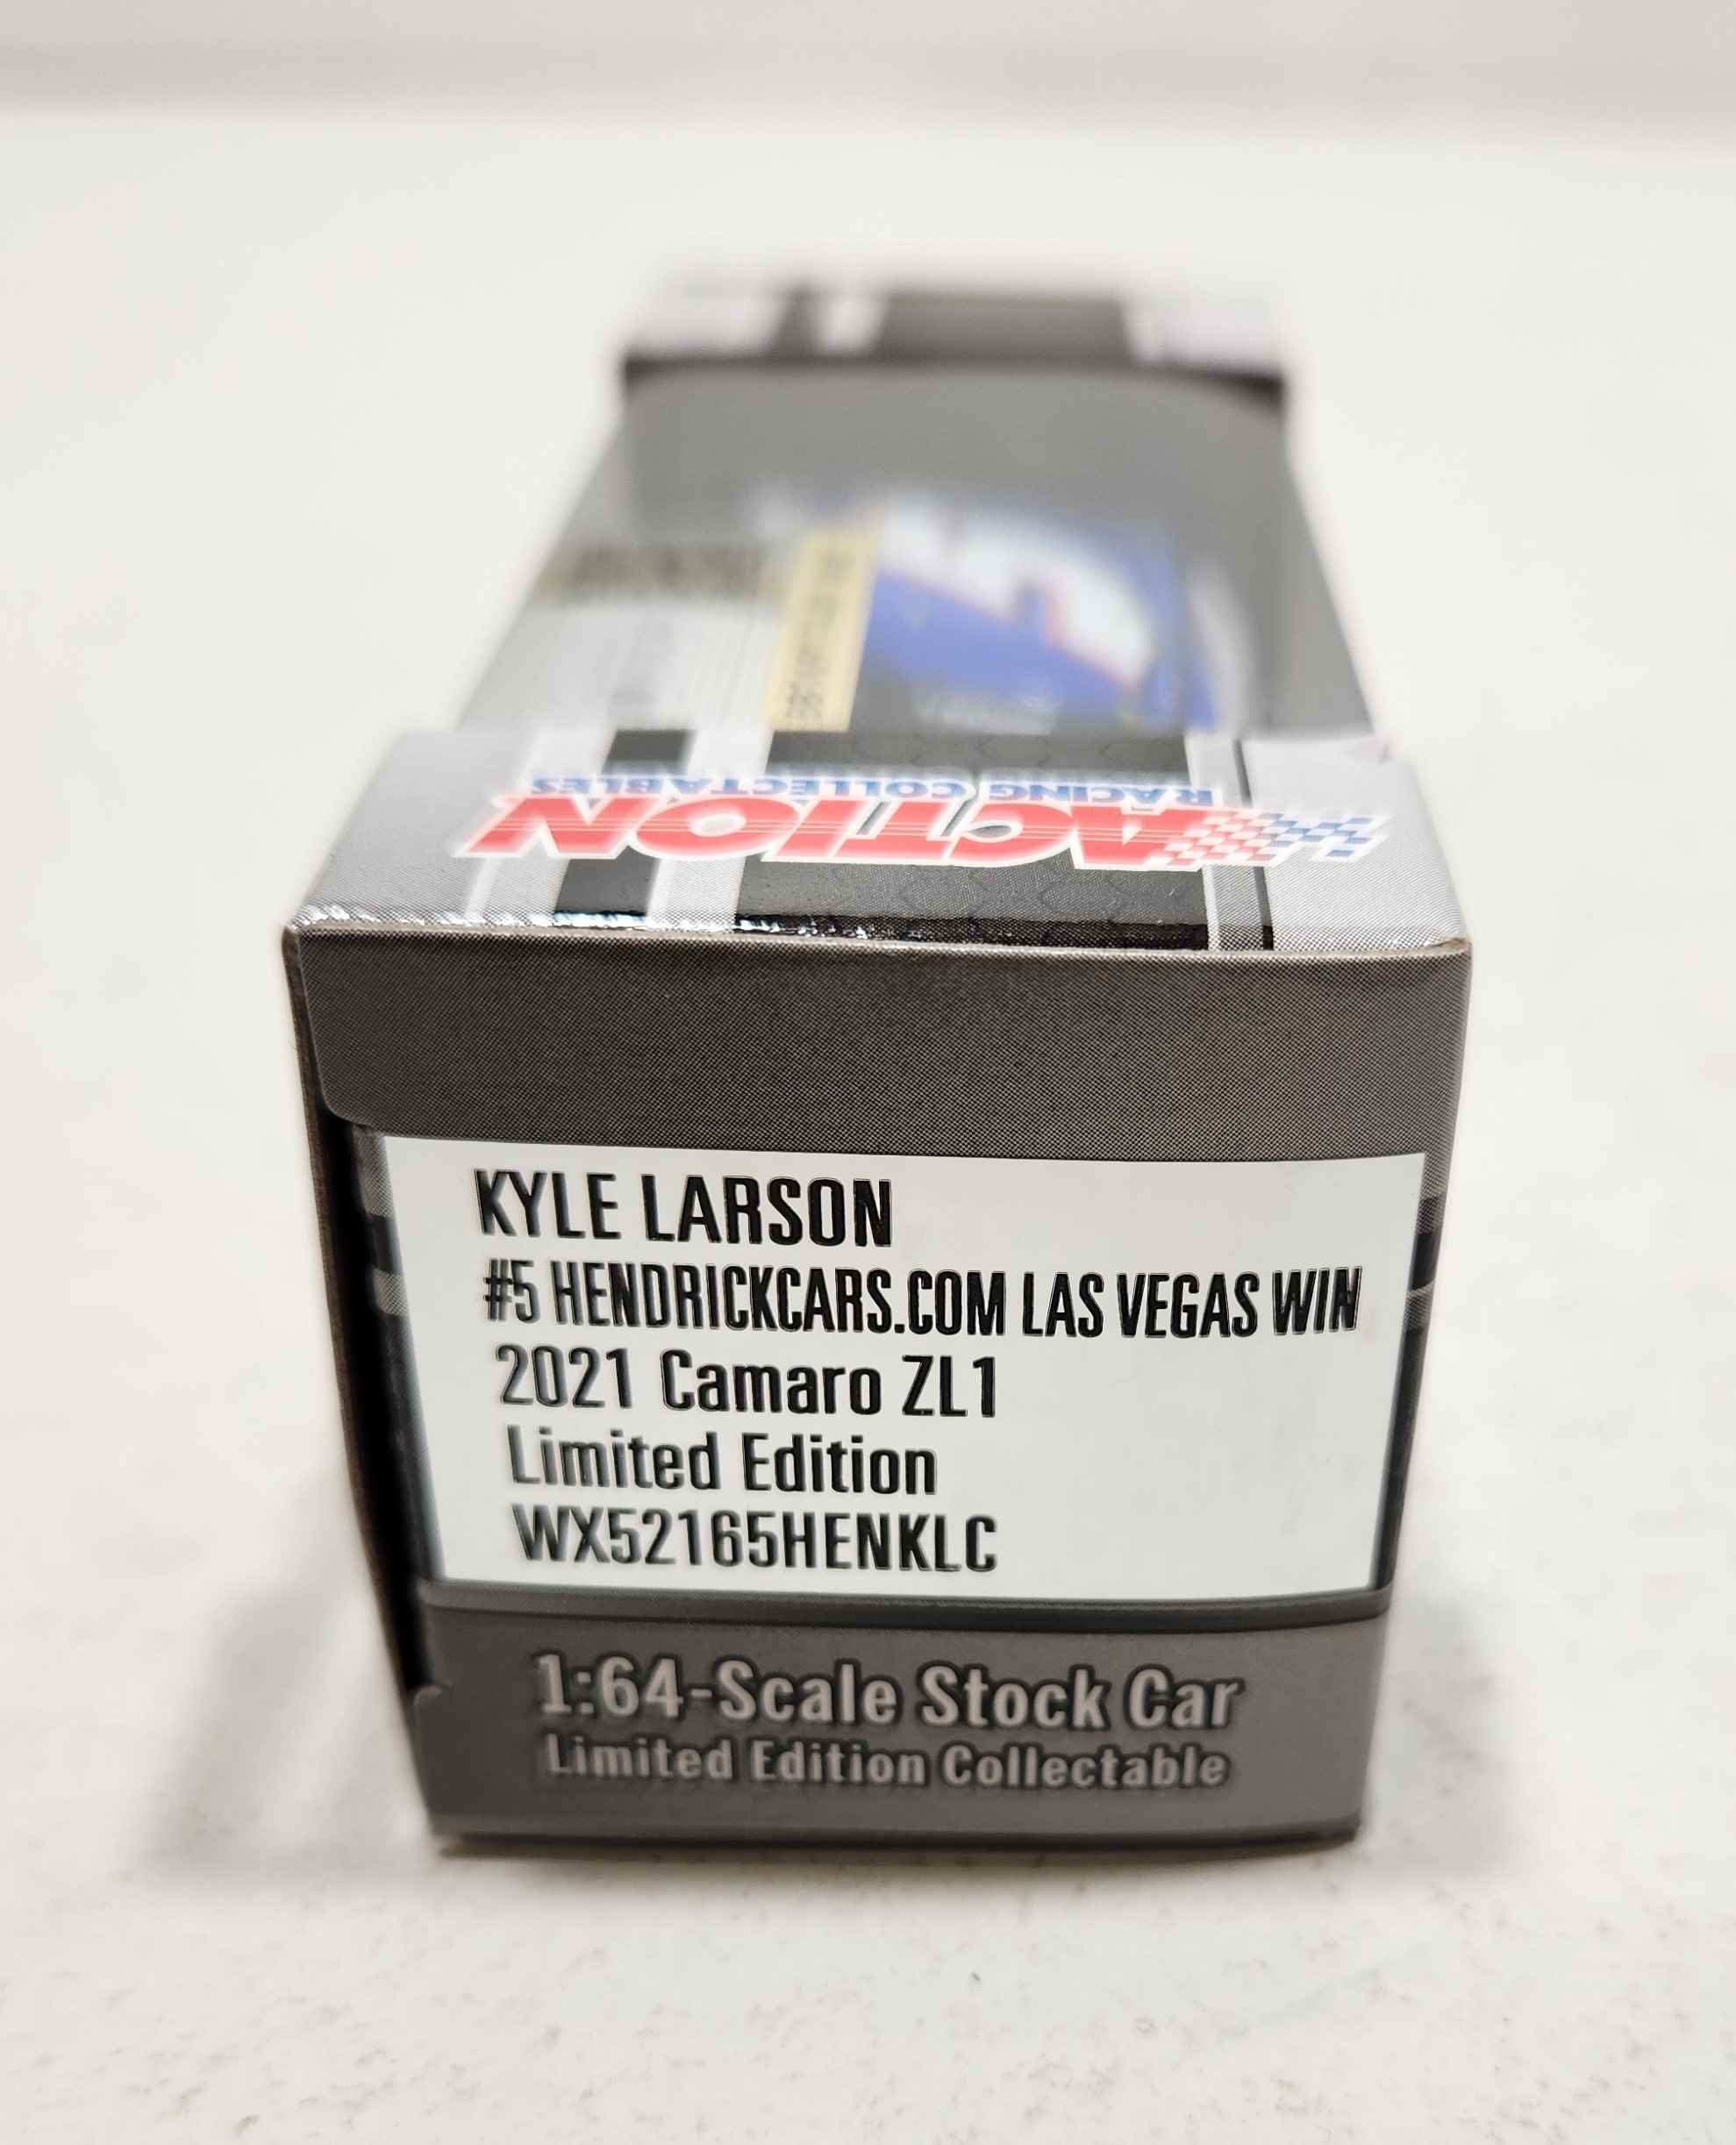 ACTION
RACING COLLECTABLES
KYLE LARSON
#5 HENDRICKCARS.COM LAS VEGAS WIN
2021 Camaro ZL1
Limited Edition
WX52165HENKLC
1:64-Scale Stock Car
Limited Edition Collectable